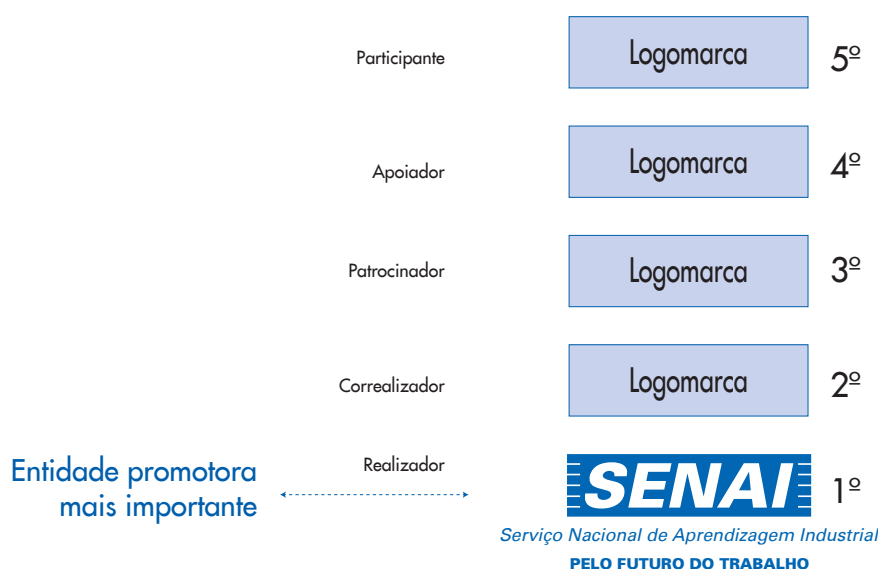 Participante
Logomarca
5º
Apoiador
Logomarca
4º
Patrocinador
Logomarca
3º
Correalizador
Logomarca
2º
Entidade promotora
mais importante
Realizador
SENAI
1º
Serviço Nacional de Aprendizagem Industrial
PELO FUTURO DO TRABALHO